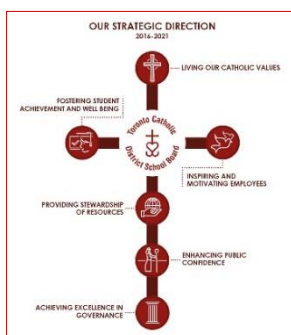 OUR STRATEGIC DIRECTION
2016-2021
LIVING OUR CATHOLIC VALUES
FOSTERING STUDENT
ACHIEVEMENT AND WELL BEING
Toronto Catholic
District School Board
INSPIRING AND
MOTIVATING EMPLOYEES
PROVIDING STEWARDSHIP
OF RESOURCES
ENHANCING PUBLIC
CONFIDENCE
ACHIEVING EXCELLENCE IN
GOVERNANCE